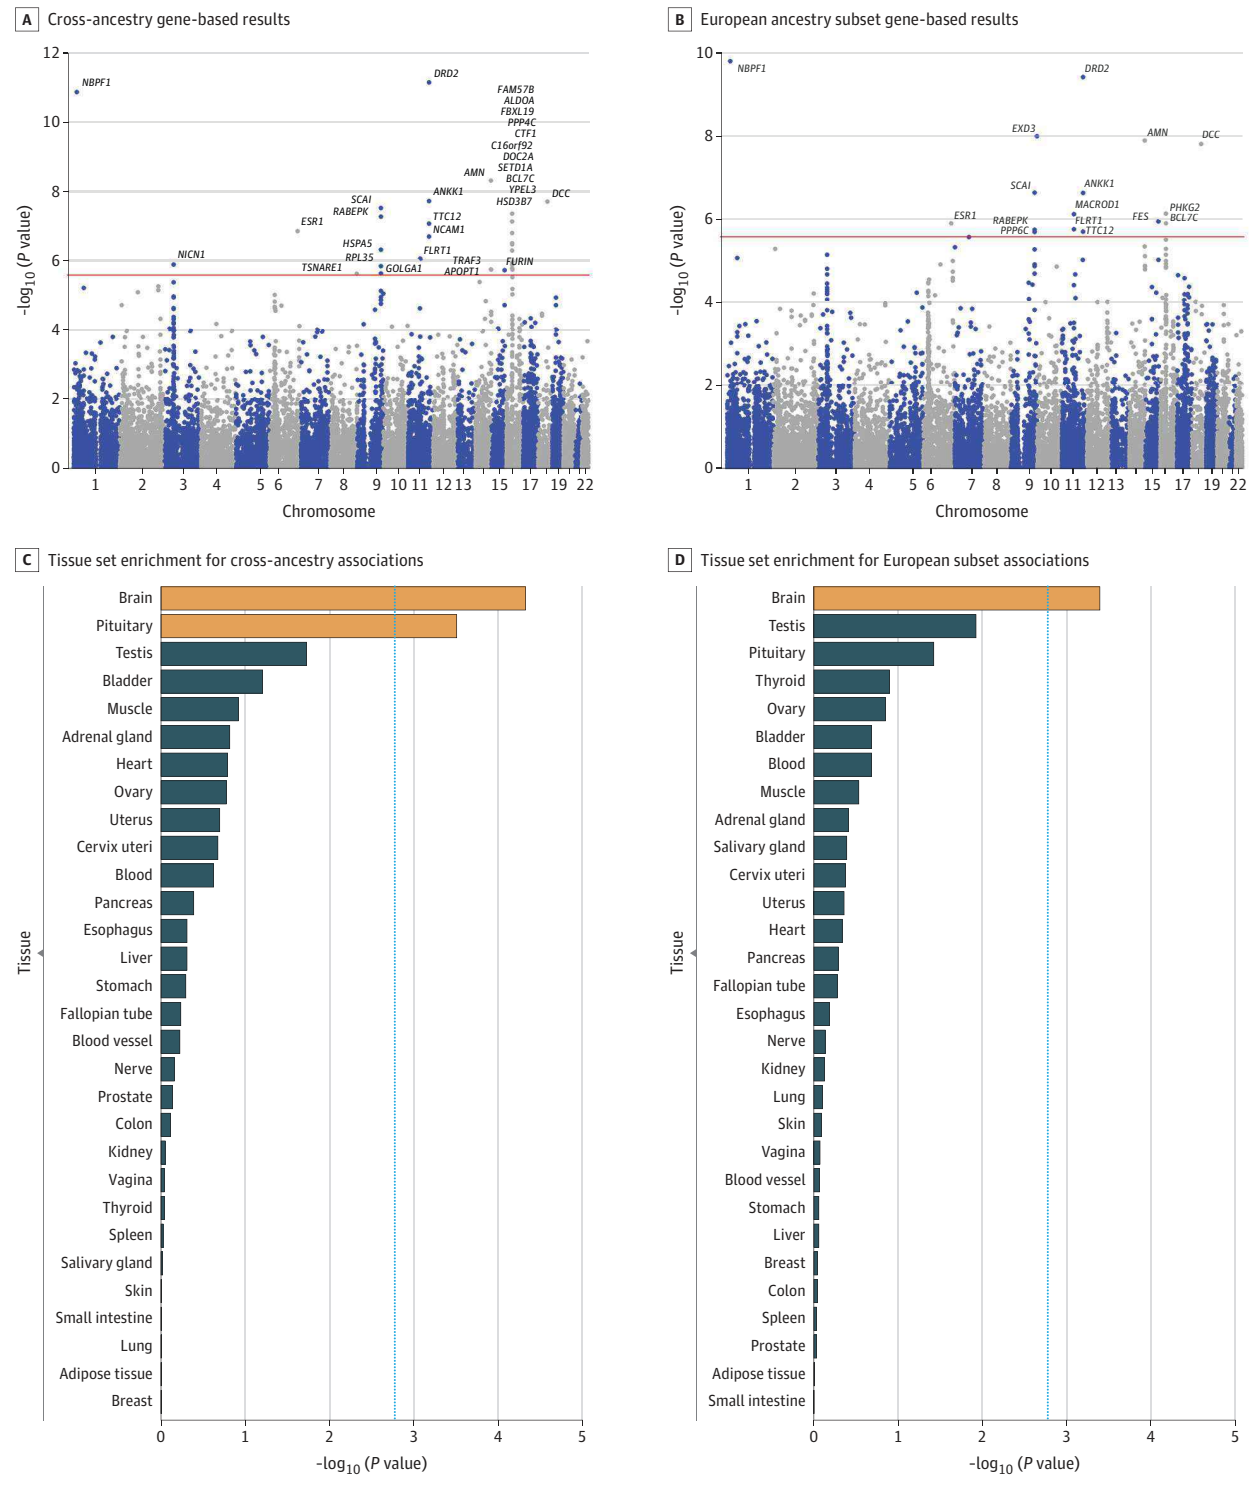 A Cross-ancestry gene-based results
-log10 (P value)
12
10
8
6
4
2
0
NBPF1
DRD2
FAM57B
ALDOA
FBXL19
PPP4C
CTF1
C16orf92
DOC2A
SETD1A
BCL7C
YPEL3
HSD3B7
AMN
DCC
ANKK1
SCAI
RABEPK
ESR1
TTC12
NCAM1
HSPA5
NICN1
RPL35
FLRT1
TSNARE1
GOLGA1
TRAF3
APOPT1
FURIN
1 2 3 4 5 6 7 8 9 10 11 12 13 15 17 19 22
Chromosome
B European ancestry subset gene-based results
-log10 (P value)
10
8
6
4
2
0
NBPF1
DRD2
EXD3
AMN
DCC
SCAI
ANKK1
MACROD1
ESR1
RABEPK
PPP6C
FLRT1
TTC12
FES
PHKG2
BCL7C
1 2 3 4 5 6 7 8 9 10 11 12 13 15 17 19 22
Chromosome
C Tissue set enrichment for cross-ancestry associations
Tissue
Brain
Pituitary
Testis
Bladder
Muscle
Adrenal gland
Heart
Ovary
Uterus
Cervix uteri
Blood
Pancreas
Esophagus
Liver
Stomach
Fallopian tube
Blood vessel
Nerve
Prostate
Colon
Kidney
Vagina
Thyroid
Spleen
Salivary gland
Skin
Small intestine
Lung
Adipose tissue
Breast
0 1 2 3 4 5
-log10 (P value)
D Tissue set enrichment for European subset associations
Tissue
Brain
Testis
Pituitary
Thyroid
Ovary
Bladder
Blood
Muscle
Adrenal gland
Salivary gland
Cervix uteri
Uterus
Heart
Pancreas
Fallopian tube
Esophagus
Nerve
Kidney
Lung
Skin
Vagina
Blood vessel
Stomach
Liver
Breast
Colon
Spleen
Prostate
Adipose tissue
Small intestine
0 1 2 3 4 5
-log10 (P value)